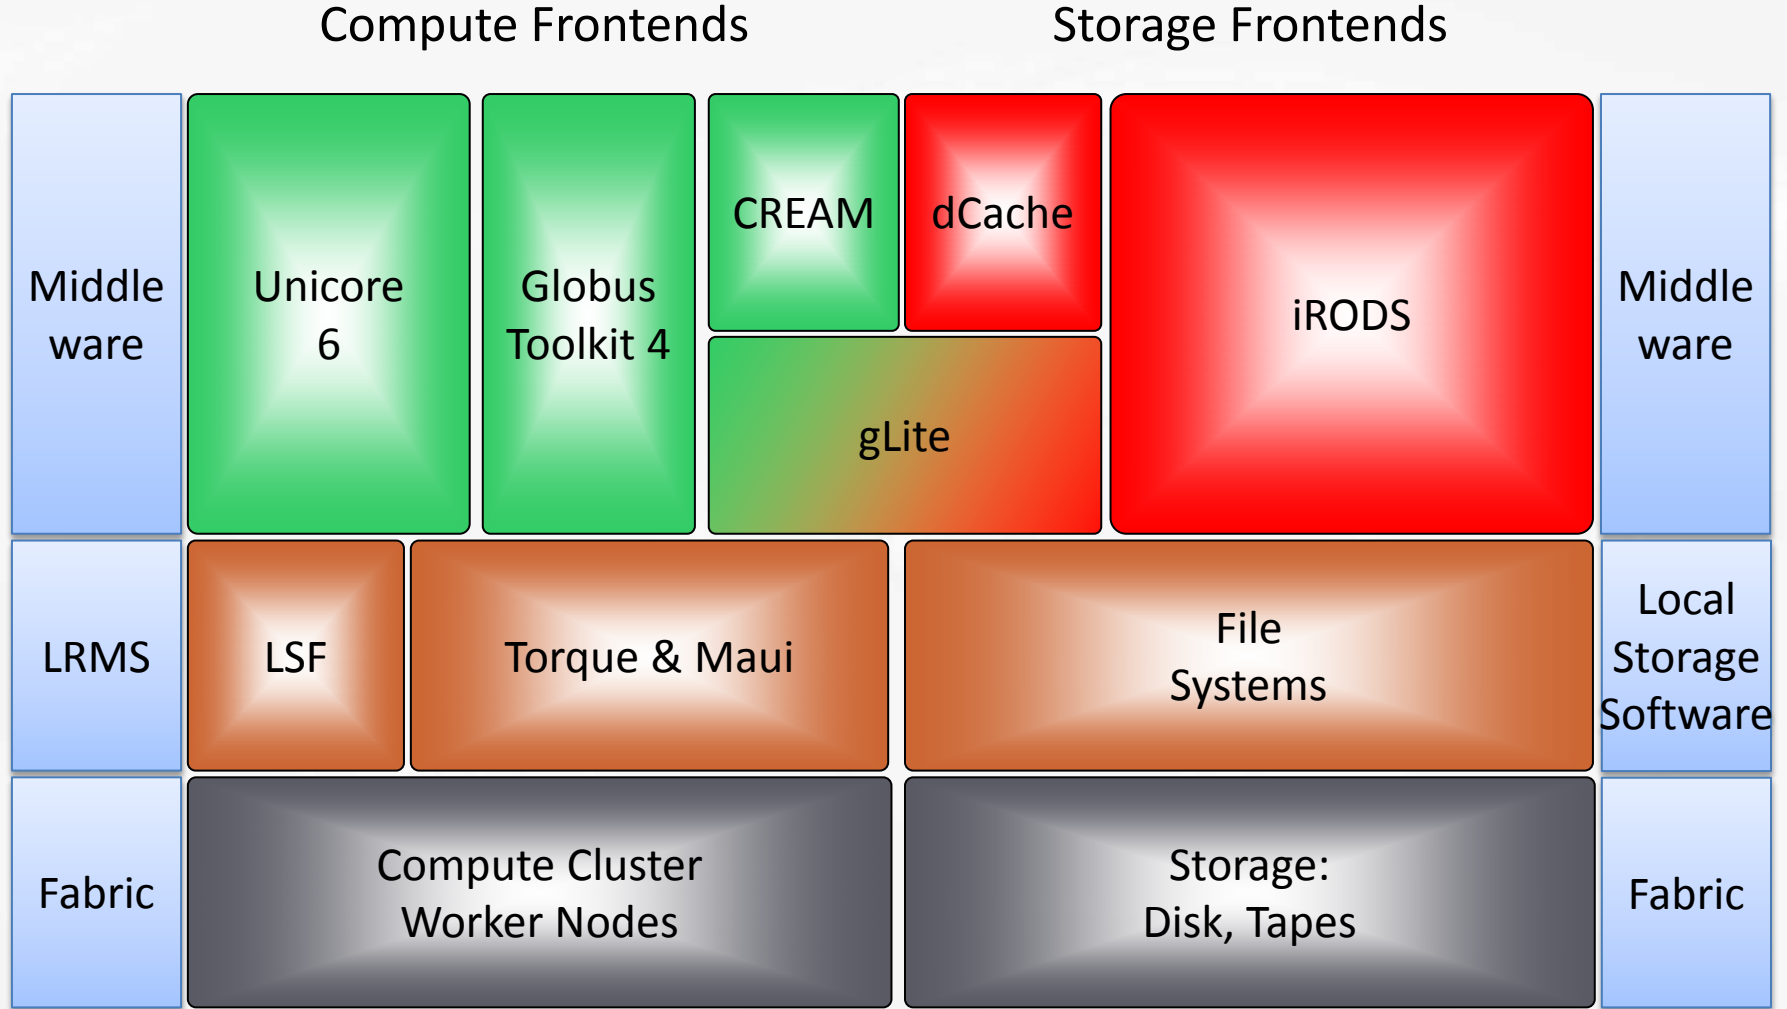 Compute Frontends
Storage Frontends
Middle
ware
Unicore
6
Globus
Toolkit 4
CREAM
dCache
gLite
iRODS
Middle
ware
LRMS
LSF
Torque & Maui
File
Systems
Local
Storage
Software
Fabric
Compute Cluster
Worker Nodes
Storage:
Disk, Tapes
Fabric